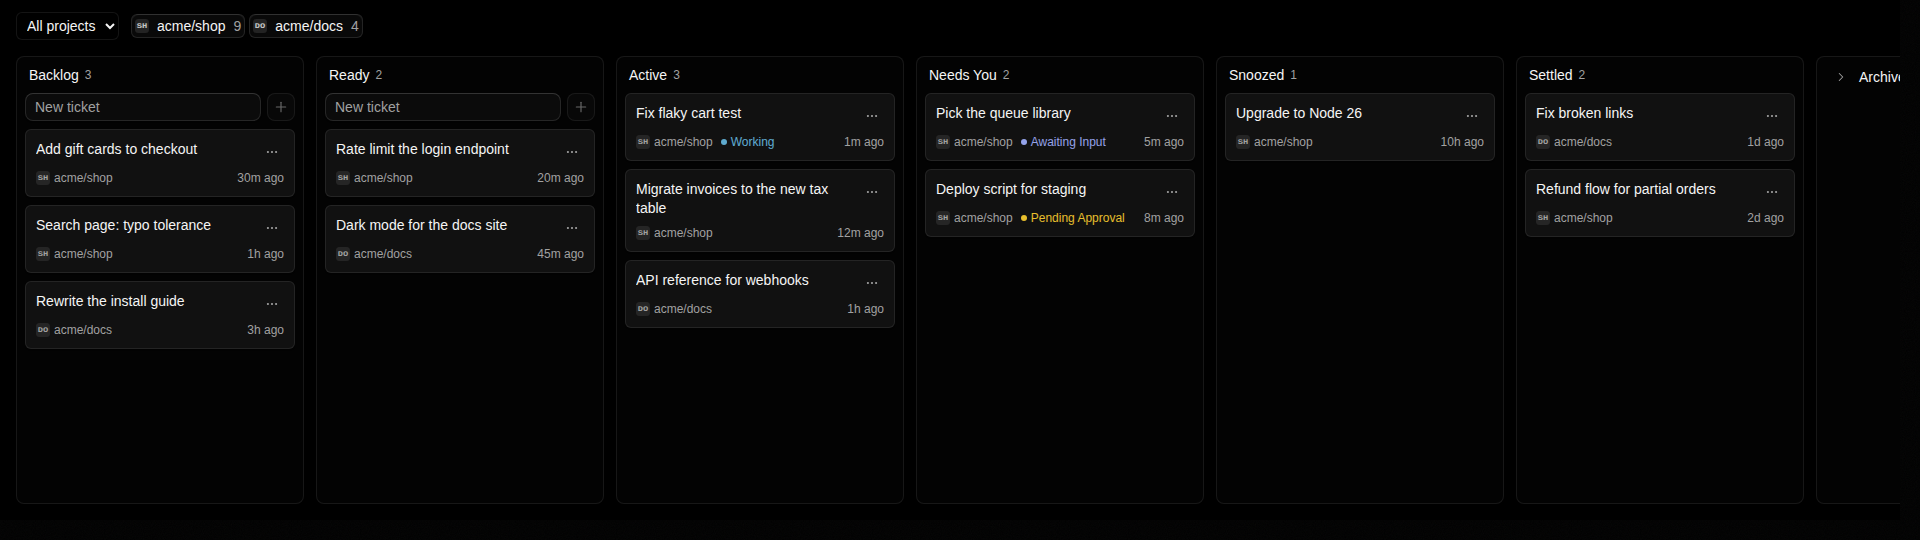 All projects
SH acme/shop 9
DO acme/docs 4
Backlog 3
New ticket
Add gift cards to checkout
SH acme/shop 30m ago
Search page: typo tolerance
SH acme/shop 1h ago
Rewrite the install guide
DO acme/docs 3h ago
Ready 2
New ticket
Rate limit the login endpoint
SH acme/shop 20m ago
Dark mode for the docs site
DO acme/docs 45m ago
Active 3
Fix flaky cart test
SH acme/shop Working 1m ago
Migrate invoices to the new tax
table
SH acme/shop 12m ago
API reference for webhooks
DO acme/docs 1h ago
Needs You 2
Pick the queue library
SH acme/shop Awaiting Input 5m ago
Deploy script for staging
SH acme/shop Pending Approval 8m ago
Snoozed 1
Upgrade to Node 26
SH acme/shop 10h ago
Settled 2
Fix broken links
DO acme/docs 1d ago
Refund flow for partial orders
SH acme/shop 2d ago
Archive